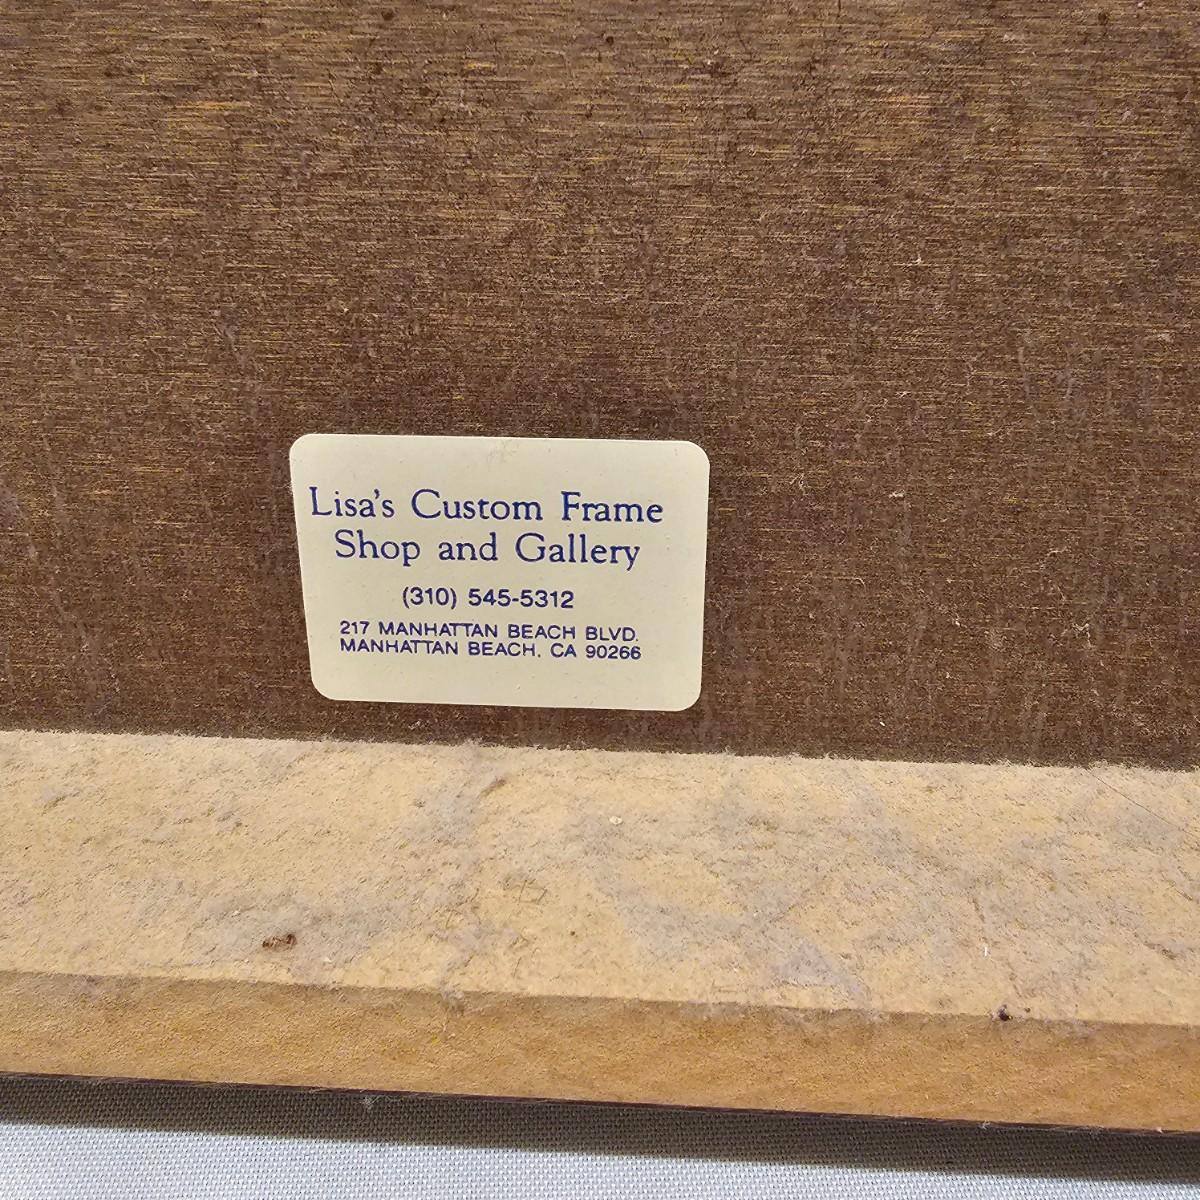 Lisa's Custom Frame
Shop and Gallery
(310) 545-5312
217 MANHATTAN BEACH BLVD.
MANHATTAN BEACH, CA 90266